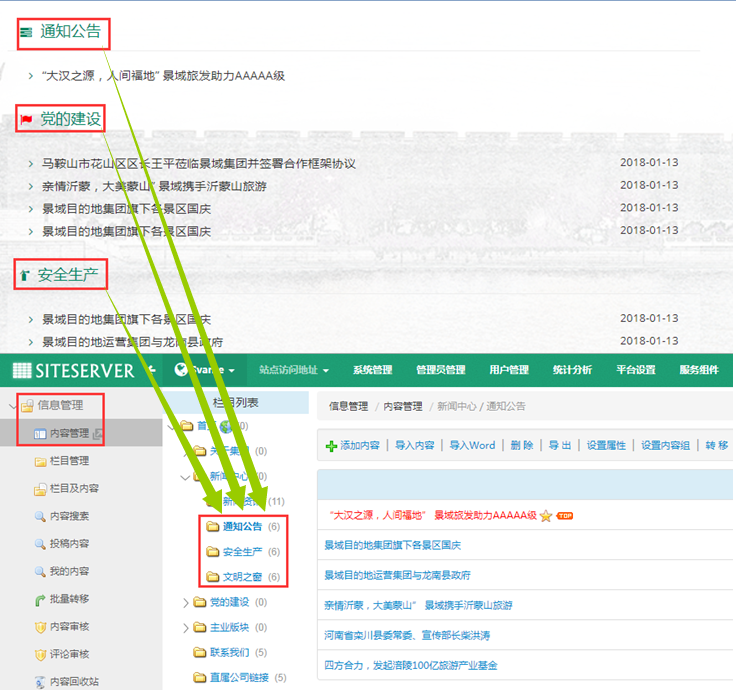 通知公告
“大汉之源，人间福地” 景域旅发助力AAAAA级
党的建设
马鞍山市花山区区长王平莅临景域集团并签署合作框架协议 2018-01-13
亲情沂蒙，大美蒙山” 景域携手沂蒙山旅游 2018-01-13
景域目的地集团旗下各景区国庆 2018-01-13
景域目的地集团旗下各景区国庆 2018-01-13
安全生产
景域目的地集团旗下各景区国庆 2018-01-13
景域目的地运营集团与龙南县政府 2018-01-13
SITESERVER 站点访问地址 系统管理 管理员管理 用户管理 统计分析 平台设置 服务组件
信息管理
内容管理
栏目管理
栏目及内容
内容搜索
投稿内容
我的内容
批量转移
内容审核
评论审核
内容回收站
栏目列表
首页
关于集团 (0)
新闻中心 (0)
新闻资讯 (11)
通知公告 (6)
安全生产 (6)
文明之窗 (6)
党的建设 (0)
主业版块 (0)
联系我们 (5)
直属公司链接 (5)
信息管理 / 内容管理 / 新闻中心 / 通知公告
添加内容 | 导入内容 | 导入Word | 删 除 | 导 出 | 设置属性 | 设置内容组 | 转 移
“大汉之源，人间福地” 景域旅发助力AAAAA级 TOP
景域目的地集团旗下各景区国庆
景域目的地运营集团与龙南县政府
亲情沂蒙，大美蒙山” 景域携手沂蒙山旅游
河南省栾川县委常委、宣传部长柴洪涛
四方合力，发起涪陵100亿旅游产业基金